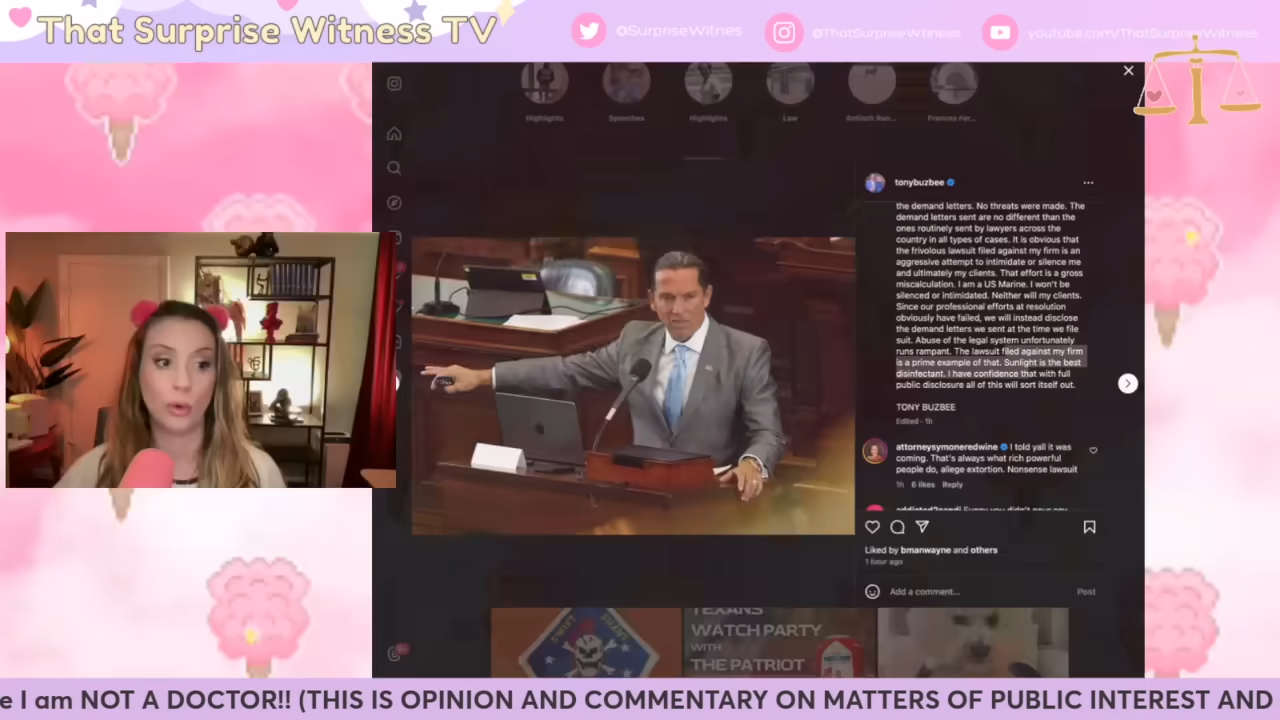 That Surprise Witness TV
@SurpriseWitnes
@ThatSurpriseWitness
youtube.com/ThatSurpriseWitness
Highlights
Speeches
Highlights
Law
Antioch Run...
tonybuzbee
the demand letters. No threats were made. The
demand letters sent are no different than the
ones routinely sent by lawyers across the
country in all types of cases. It is obvious that
the frivolous lawsuit filed against my firm is an
aggressive attempt to intimidate or silence me
and ultimately my clients. That effort is a gross
miscalculation. I am a US Marine. I won't be
silenced or intimidated. Neither will my clients.
Since our professional efforts at resolution
obviously have failed, we will instead disclose
the demand letters we sent at the time we file
suit. Abuse of the legal system unfortunately
runs rampant. The lawsuit filed against my firm
is a prime example of that. Sunlight is the best
disinfectant. I have confidence that with full
public disclosure all of this will sort itself out.
TONY BUZBEE
Edited · 1h
attorneysymoneredwine I told yall it was
coming. That's always what rich powerful
people do, allege extortion. Nonsense lawsuit
1h 6 likes Reply
Liked by bmanwayne and others
1 hour ago
Add a comment...
Post
TEXANS
WATCH PARTY
WITH
THE PATRIOT
e I am NOT A DOCTOR!! (THIS IS OPINION AND COMMENTARY ON MATTERS OF PUBLIC INTEREST AND